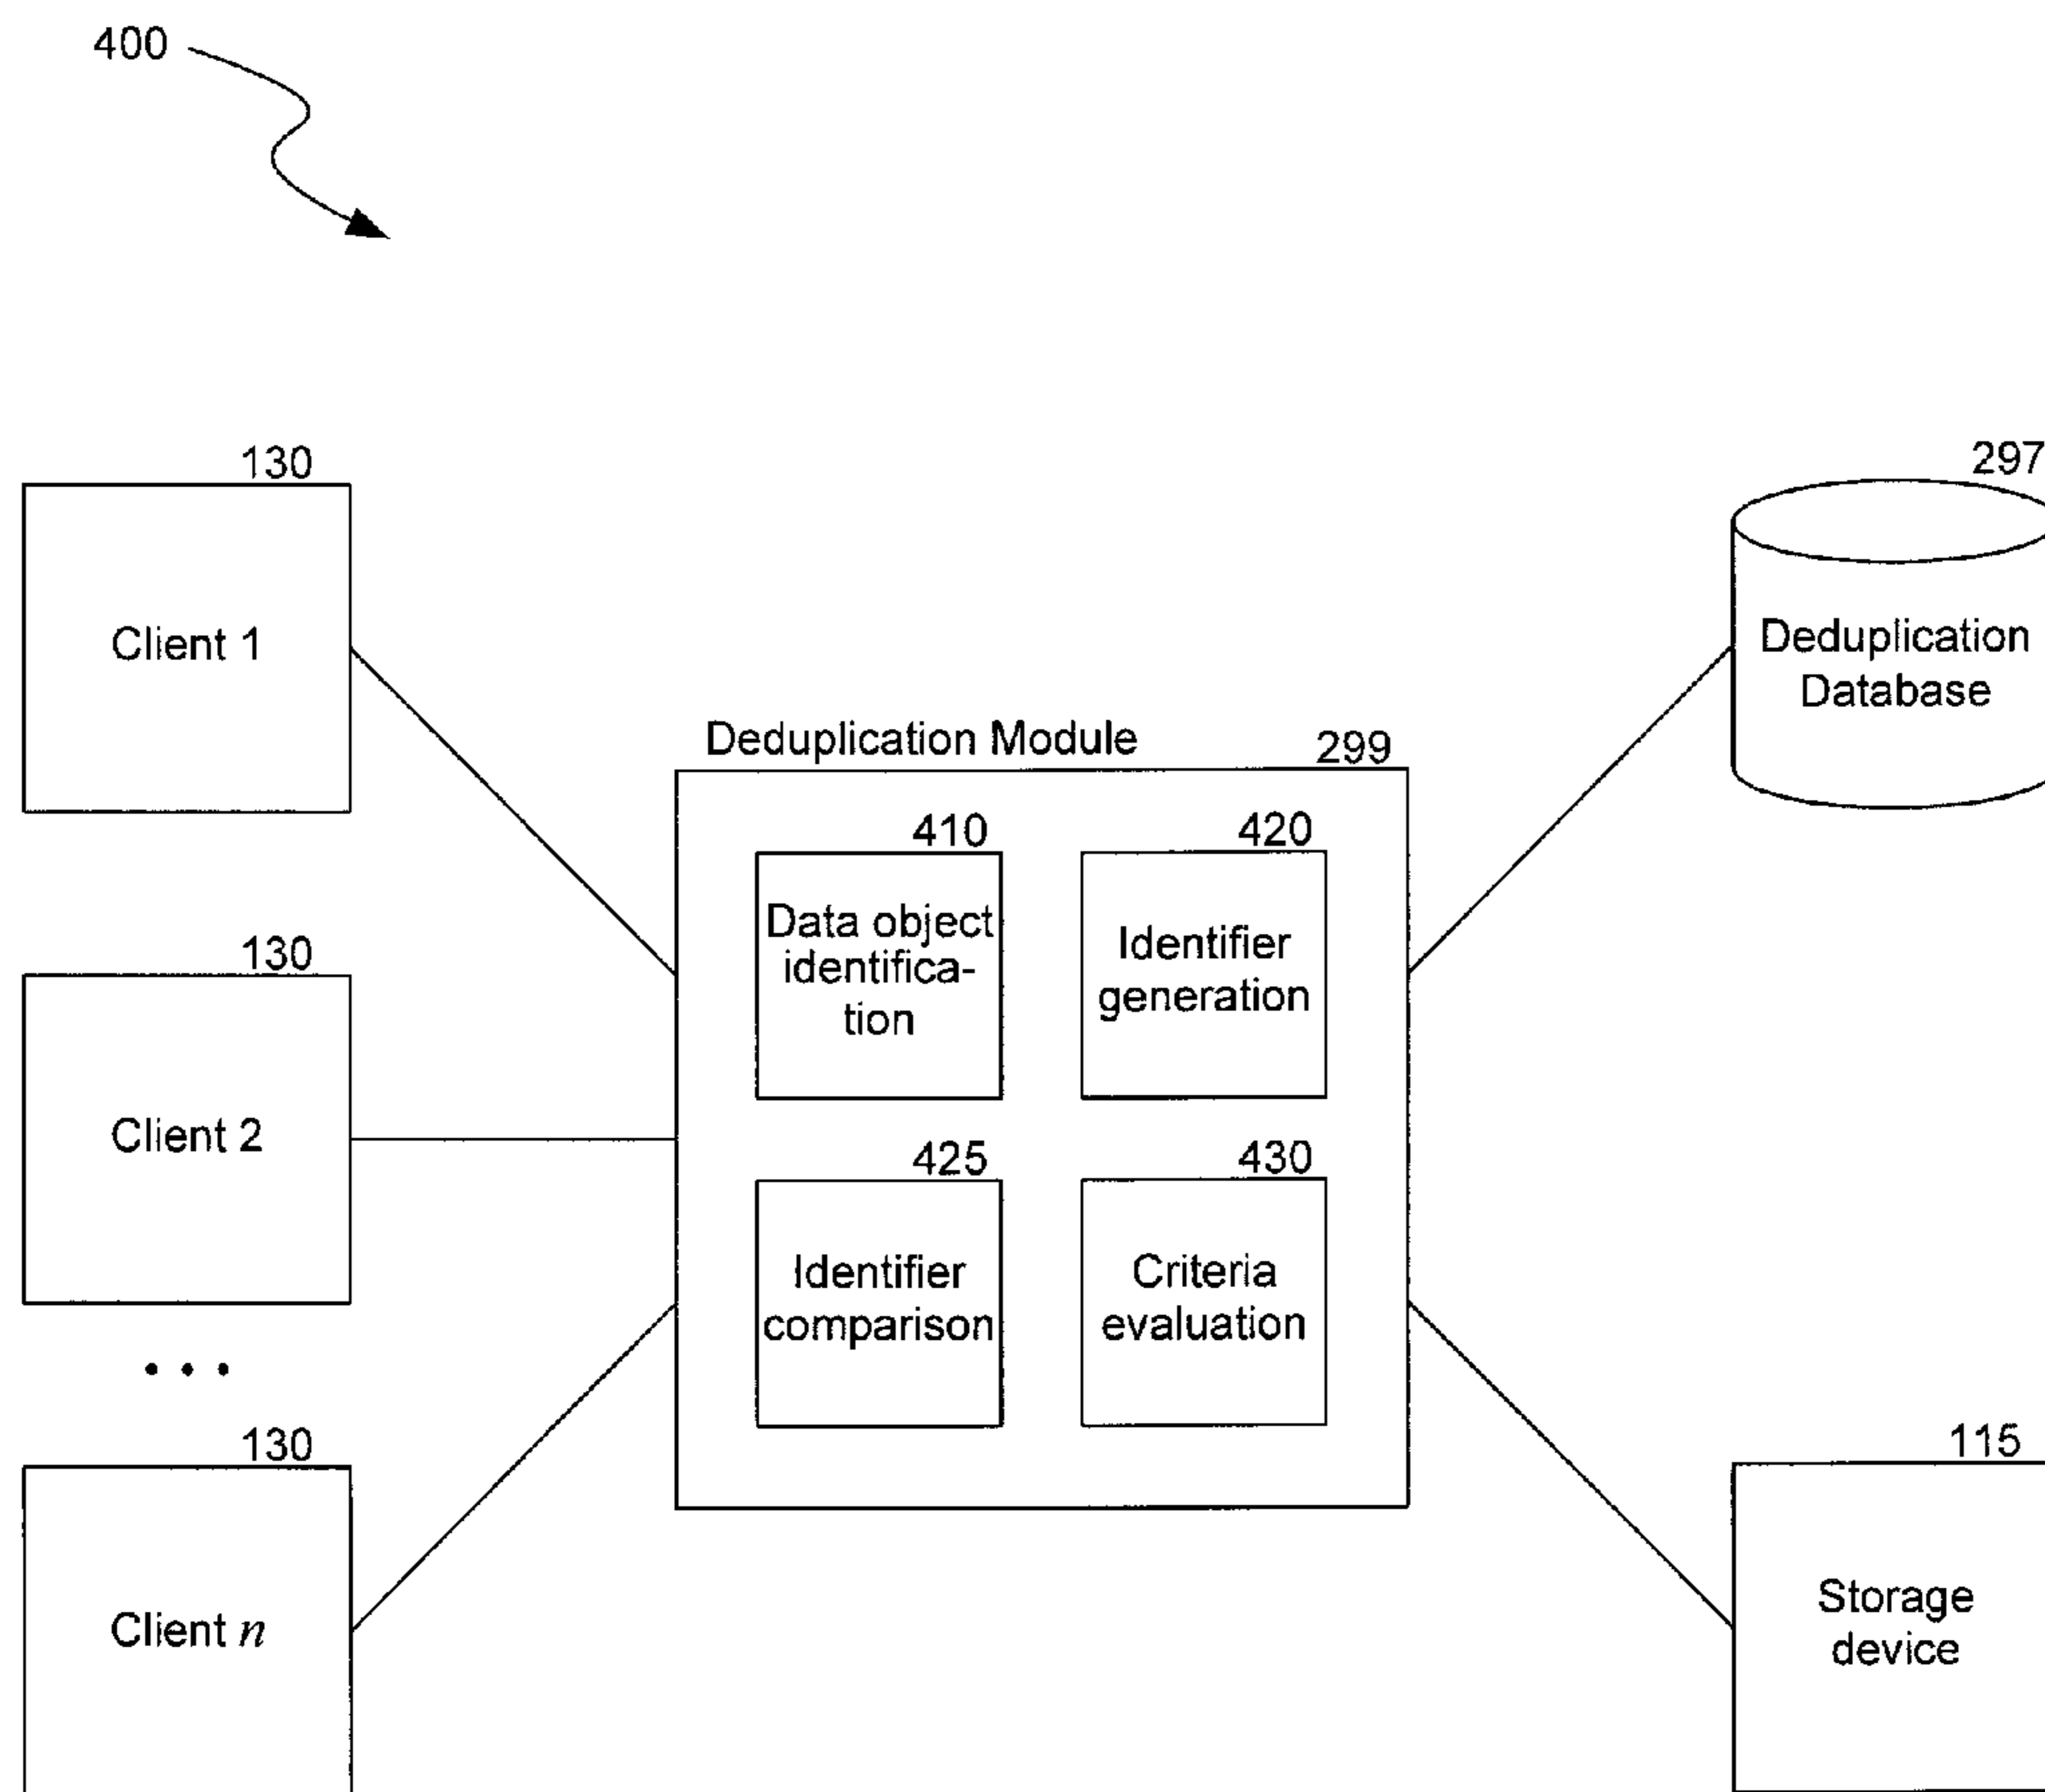 400
130
Client 1
130
Client 2
• • •
130
Client n
Deduplication Module
299
410
Data object
identifica-
tion
420
Identifier
generation
425
Identifier
comparison
430
Criteria
evaluation
297
Deduplication
Database
115
Storage
device